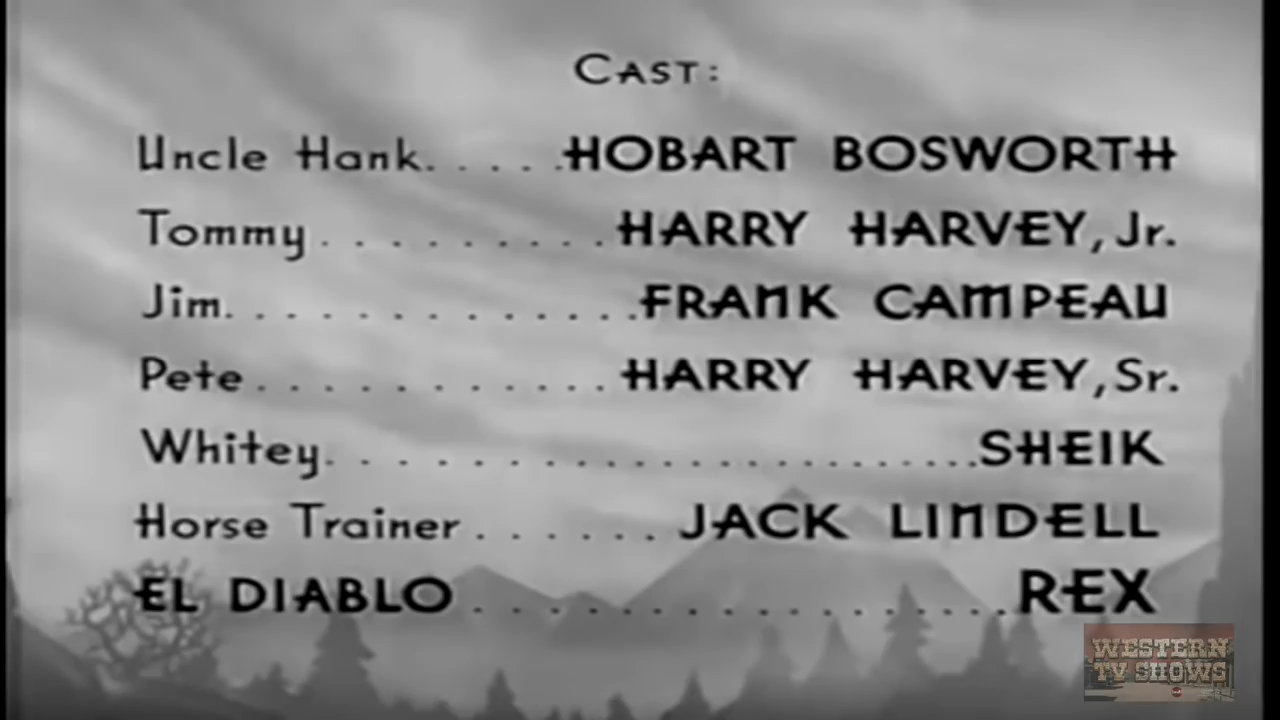 CAST:
Uncle Hank. . . . .HOBART BOSWORTH
Tommy . . . . . . . . . HARRY HARVEY, Jr.
Jim. . . . . . . . . . . . .FRANK CAMPEAU
Pete . . . . . . . . . . . HARRY HARVEY, Sr.
Whitey. . . . . . . . . . . . . . . . . . . . . .SHEIK
Horse Trainer . . . . . . JACK LINDELL
EL DIABLO . . . . . . . . . . . . . . . . . .REX
WESTERN
TV SHOWS